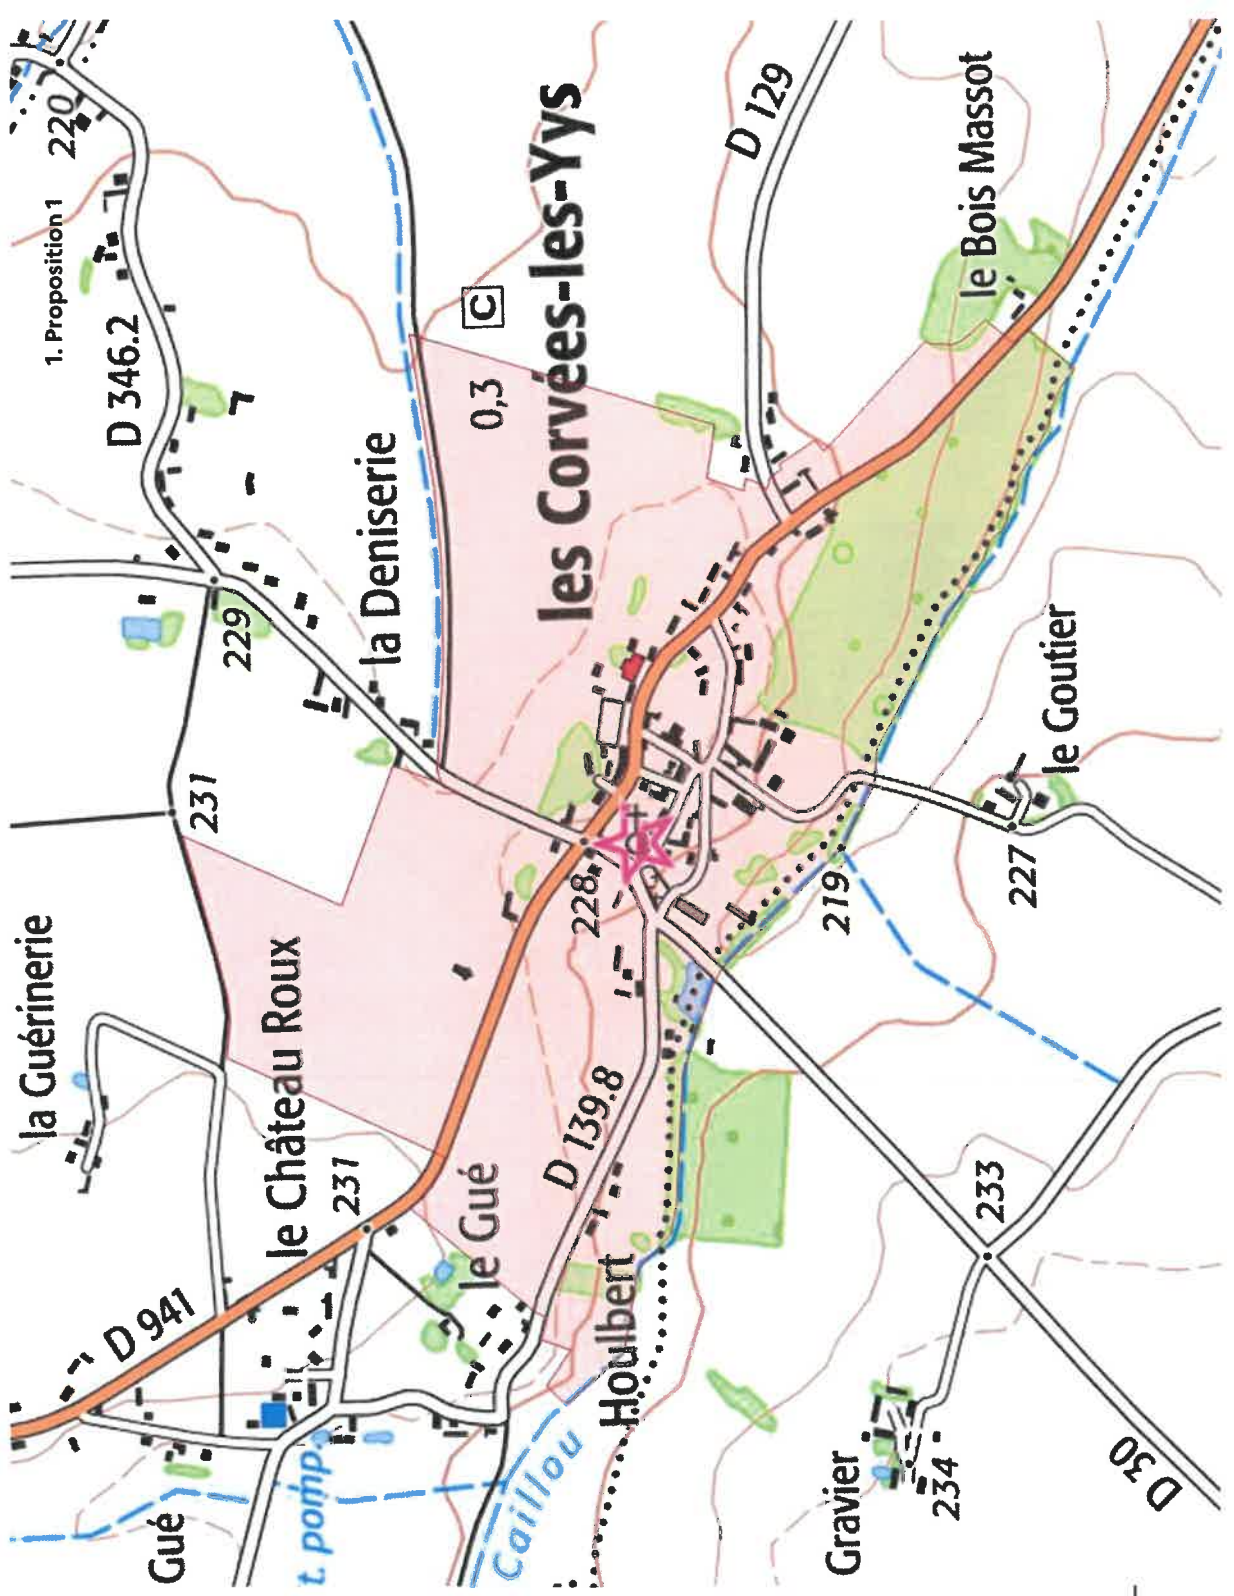 1. Proposition 1
220
D 346.2
229
231
la Guérinerie
le Château Roux
231
D 941
Gué
t. pomp.
Caillou
la Deniserie
C
0,3
les Corvées-les-Yys
D 129
le Bois Massot
228
le Gué
D 139.8
Houlbert
219
le Goutier
227
233
Gravier
234
D 30